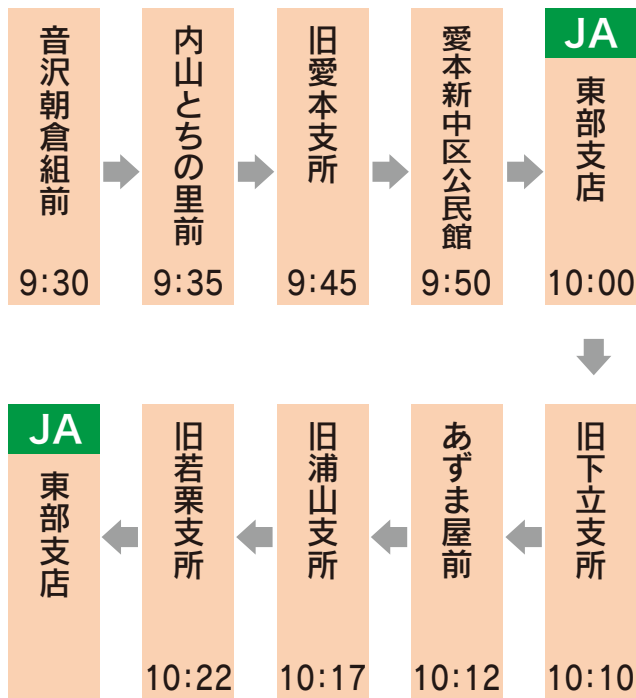 音沢朝倉組前
9:30
内山とちの里前
9:35
旧愛本支所
9:45
愛本新中区公民館
9:50
JA
東部支店
10:00
旧下立支所
10:10
あずま屋前
10:12
旧浦山支所
10:17
旧若栗支所
10:22
JA
東部支店